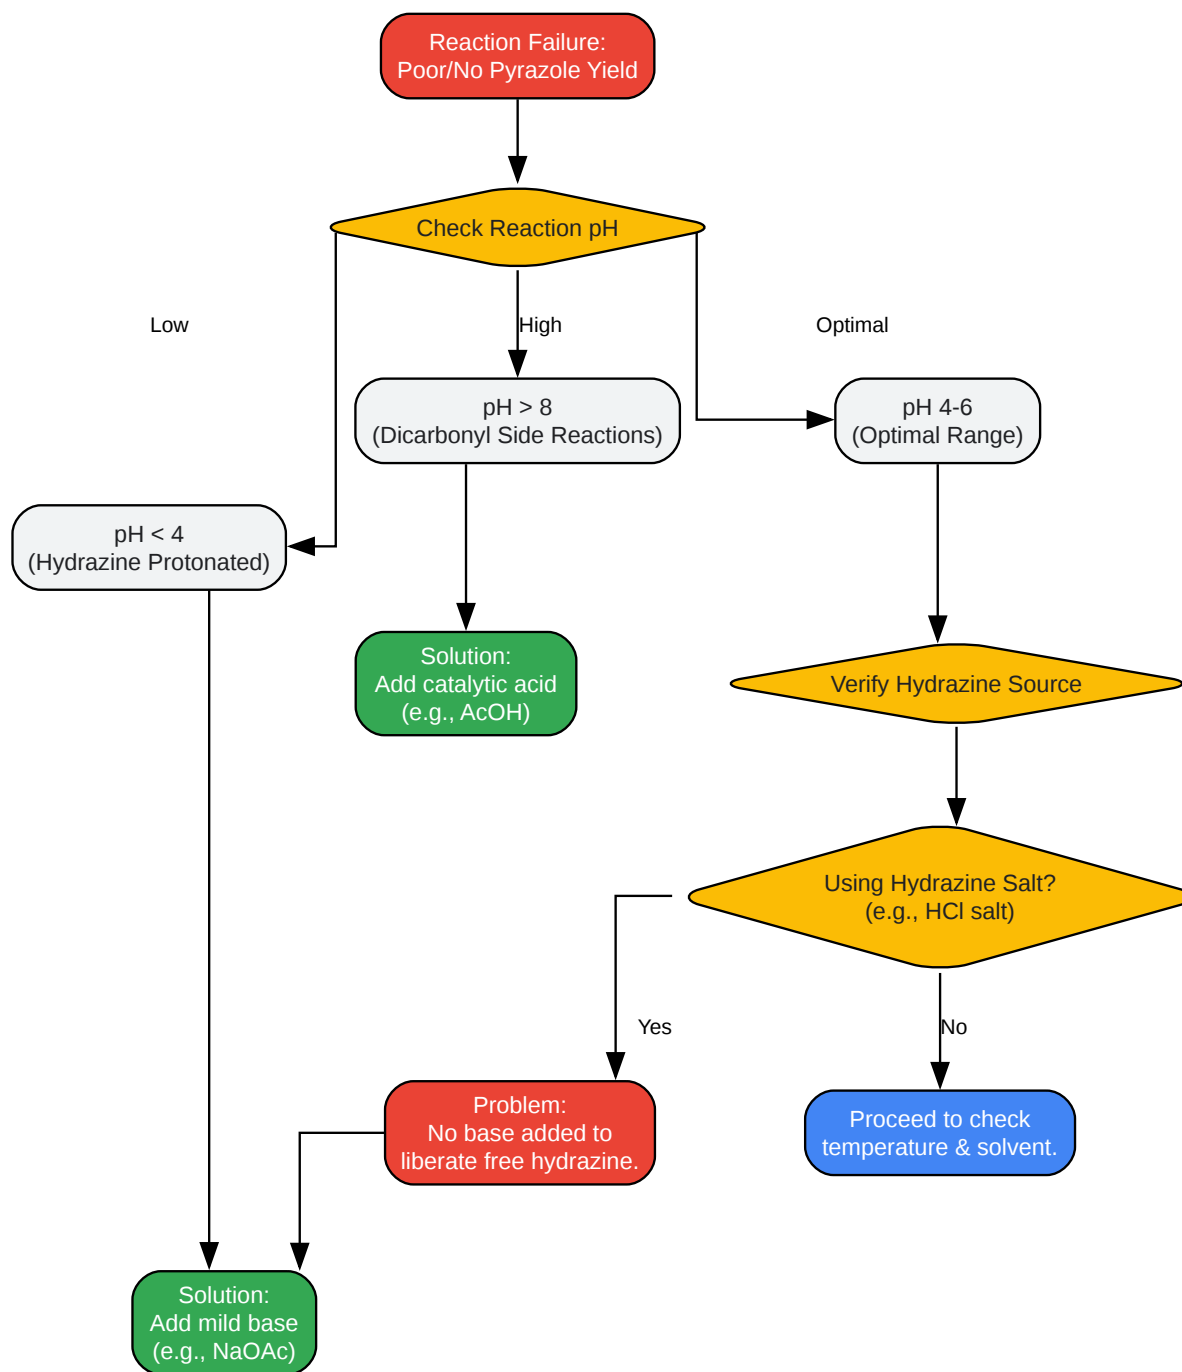 Reaction Failure:
Poor/No Pyrazole Yield
Check Reaction pH
Low
High
Optimal
pH > 8
(Dicarbonyl Side Reactions)
pH 4-6
(Optimal Range)
pH < 4
(Hydrazine Protonated)
Solution:
Add catalytic acid
(e.g., AcOH)
Verify Hydrazine Source
Using Hydrazine Salt?
(e.g., HCl salt)
Yes
No
Problem:
No base added to
liberate free hydrazine.
Proceed to check
temperature & solvent.
Solution:
Add mild base
(e.g., NaOAc)